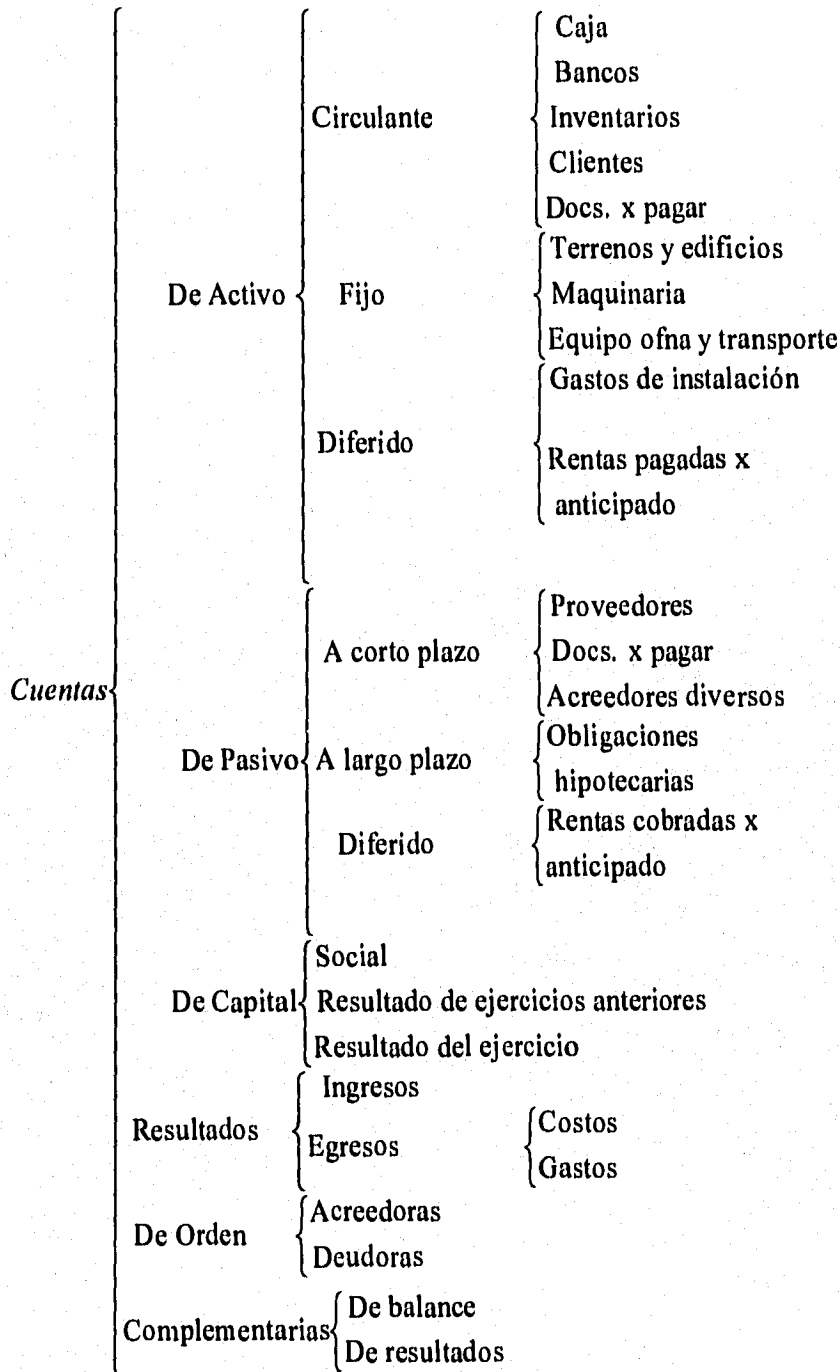 Cuentas
De Activo
Circulante
Caja
Bancos
Inventarios
Clientes
Docs. x pagar
Fijo
Terrenos y edificios
Maquinaria
Equipo ofna y transporte
Diferido
Gastos de instalación
Rentas pagadas x
anticipado
De Pasivo
A corto plazo
Proveedores
Docs. x pagar
Acreedores diversos
A largo plazo
Obligaciones
hipotecarias
Diferido
Rentas cobradas x
anticipado
De Capital
Social
Resultado de ejercicios anteriores
Resultado del ejercicio
Resultados
Ingresos
Egresos
Costos
Gastos
De Orden
Acreedoras
Deudoras
Complementarias
De balance
De resultados